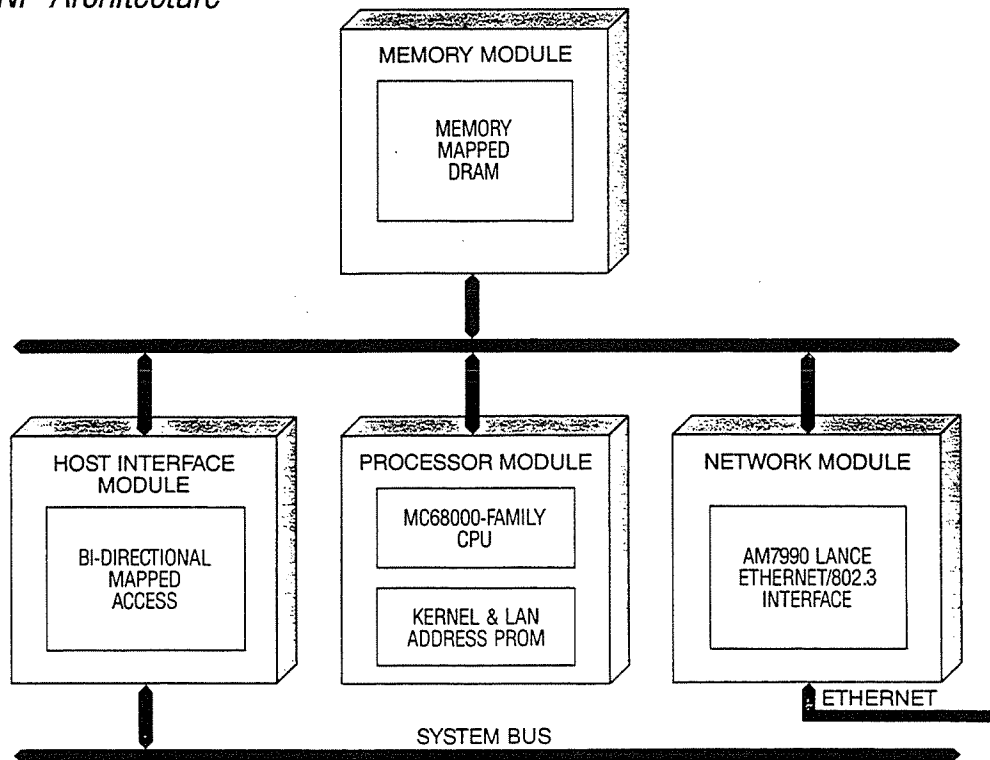 Architecture
MEMORY MODULE
MEMORY
MAPPED
DRAM
HOST INTERFACE
MODULE
BI-DIRECTIONAL
MAPPED
ACCESS
PROCESSOR MODULE
MC68000-FAMILY
CPU
KERNEL & LAN
ADDRESS PROM
NETWORK MODULE
AM7990 LANCE
ETHERNET/802.3
INTERFACE
ETHERNET
SYSTEM BUS